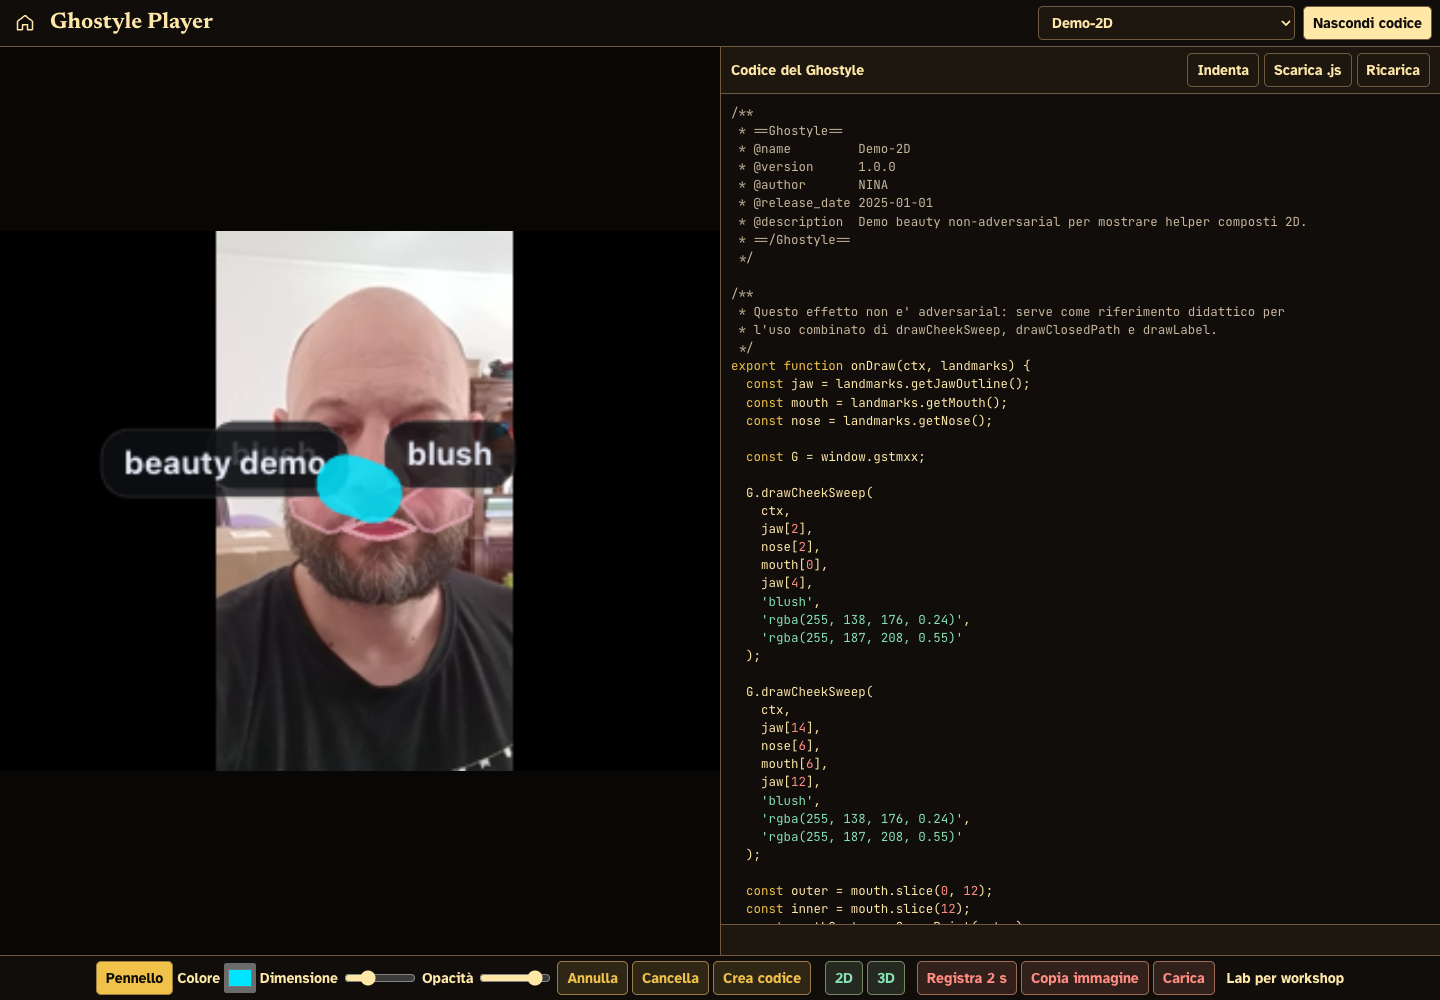 Ghostyle Player
Demo-2D
Nascondi codice
Codice del Ghostyle
Indenta
Scarica .js
Ricarica
/**
* ==Ghostyle==
* @name Demo-2D
* @version 1.0.0
* @author NINA
* @release_date 2025-01-01
* @description Demo beauty non-adversarial per mostrare helper composti 2D.
* ==/Ghostyle==
*/
/**
* Questo effetto non e' adversarial: serve come riferimento didattico per
* l'uso combinato di drawCheekSweep, drawClosedPath e drawLabel.
*/
export function onDraw(ctx, landmarks) {
const jaw = landmarks.getJawOutline();
const mouth = landmarks.getMouth();
const nose = landmarks.getNose();
const G = window.gstmxx;
G.drawCheekSweep(
ctx,
jaw[2],
nose[2],
mouth[0],
jaw[4],
'blush',
'rgba(255, 138, 176, 0.24)',
'rgba(255, 187, 208, 0.55)'
);
G.drawCheekSweep(
ctx,
jaw[14],
nose[6],
mouth[6],
jaw[12],
'blush',
'rgba(255, 138, 176, 0.24)',
'rgba(255, 187, 208, 0.55)'
);
const outer = mouth.slice(0, 12);
const inner = mouth.slice(12);
blush
beauty demo
blush
Pennello
Colore
Dimensione
Opacità
Annulla
Cancella
Crea codice
2D
3D
Registra 2 s
Copia immagine
Carica
Lab per workshop